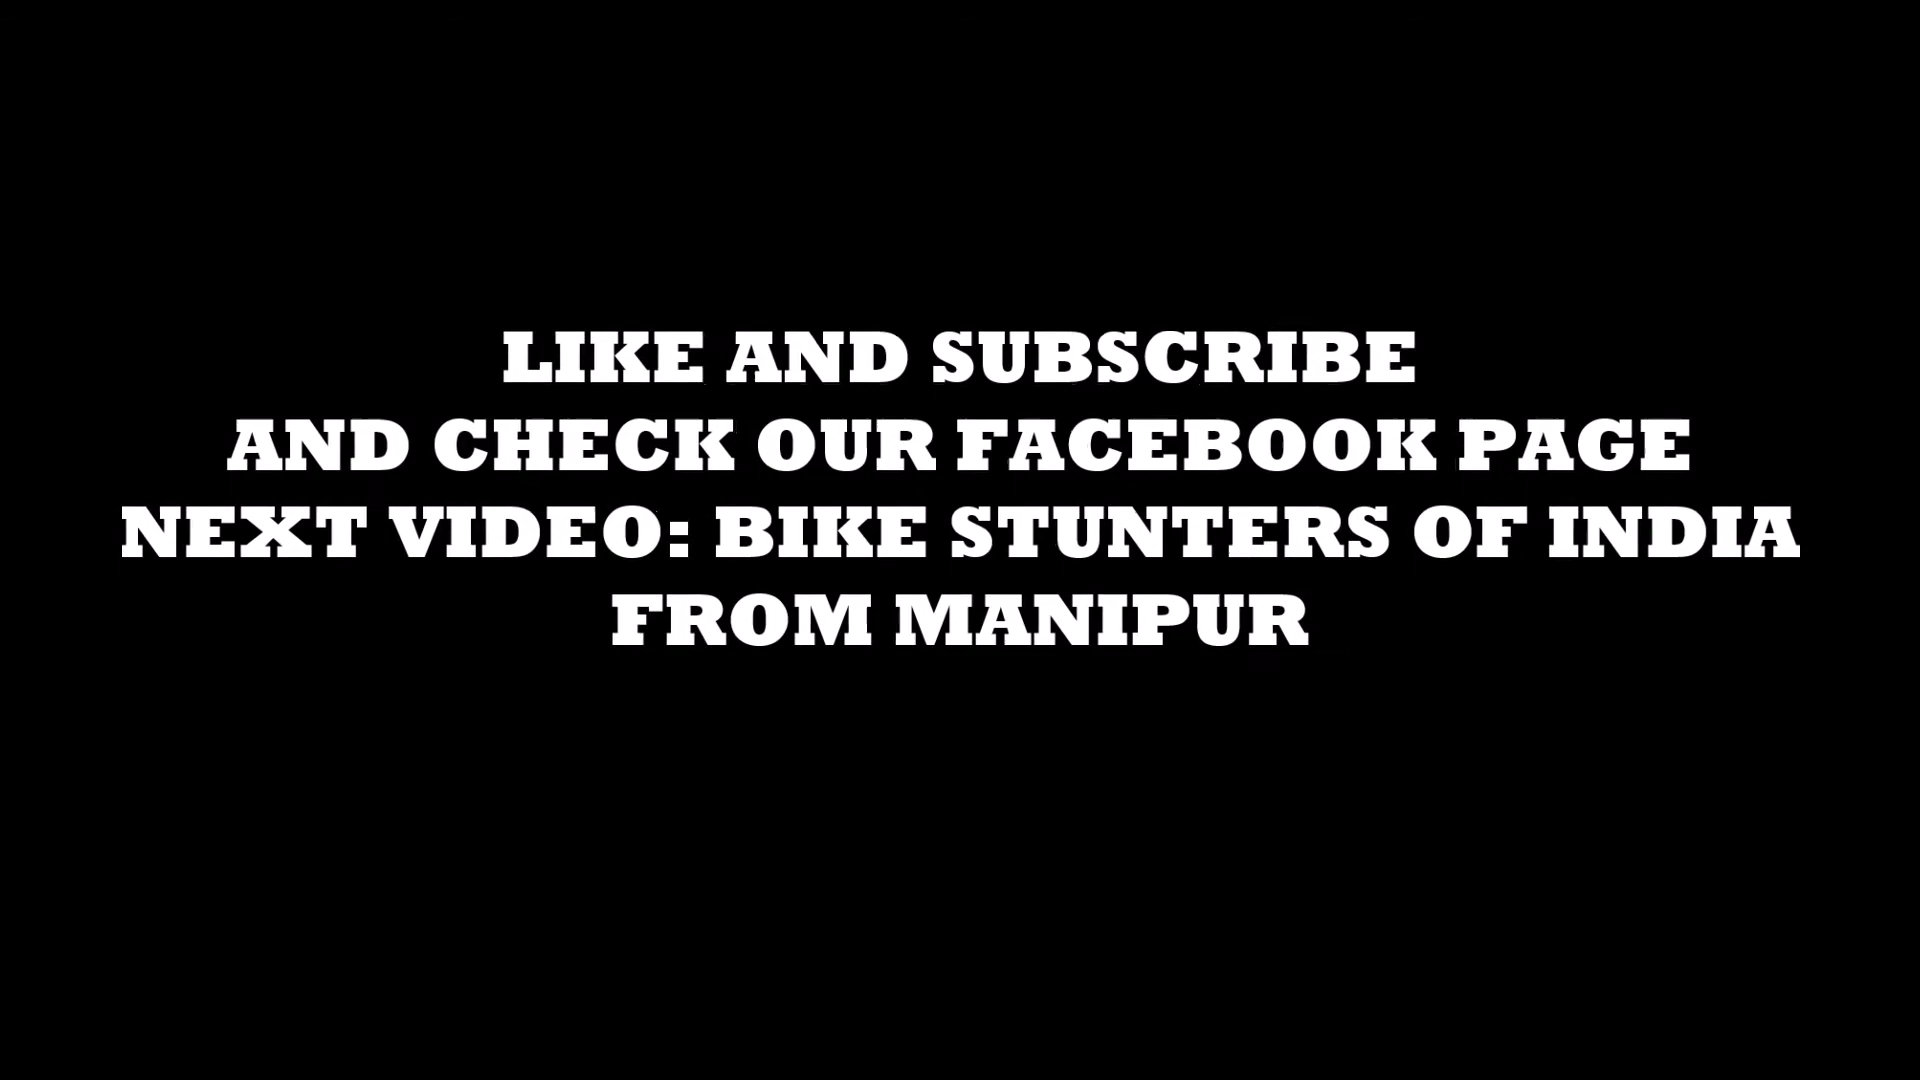 LIKE AND SUBSCRIBE
AND CHECK OUR FACEBOOK PAGE
NEXT VIDEO: BIKE STUNTERS OF INDIA
FROM MANIPUR